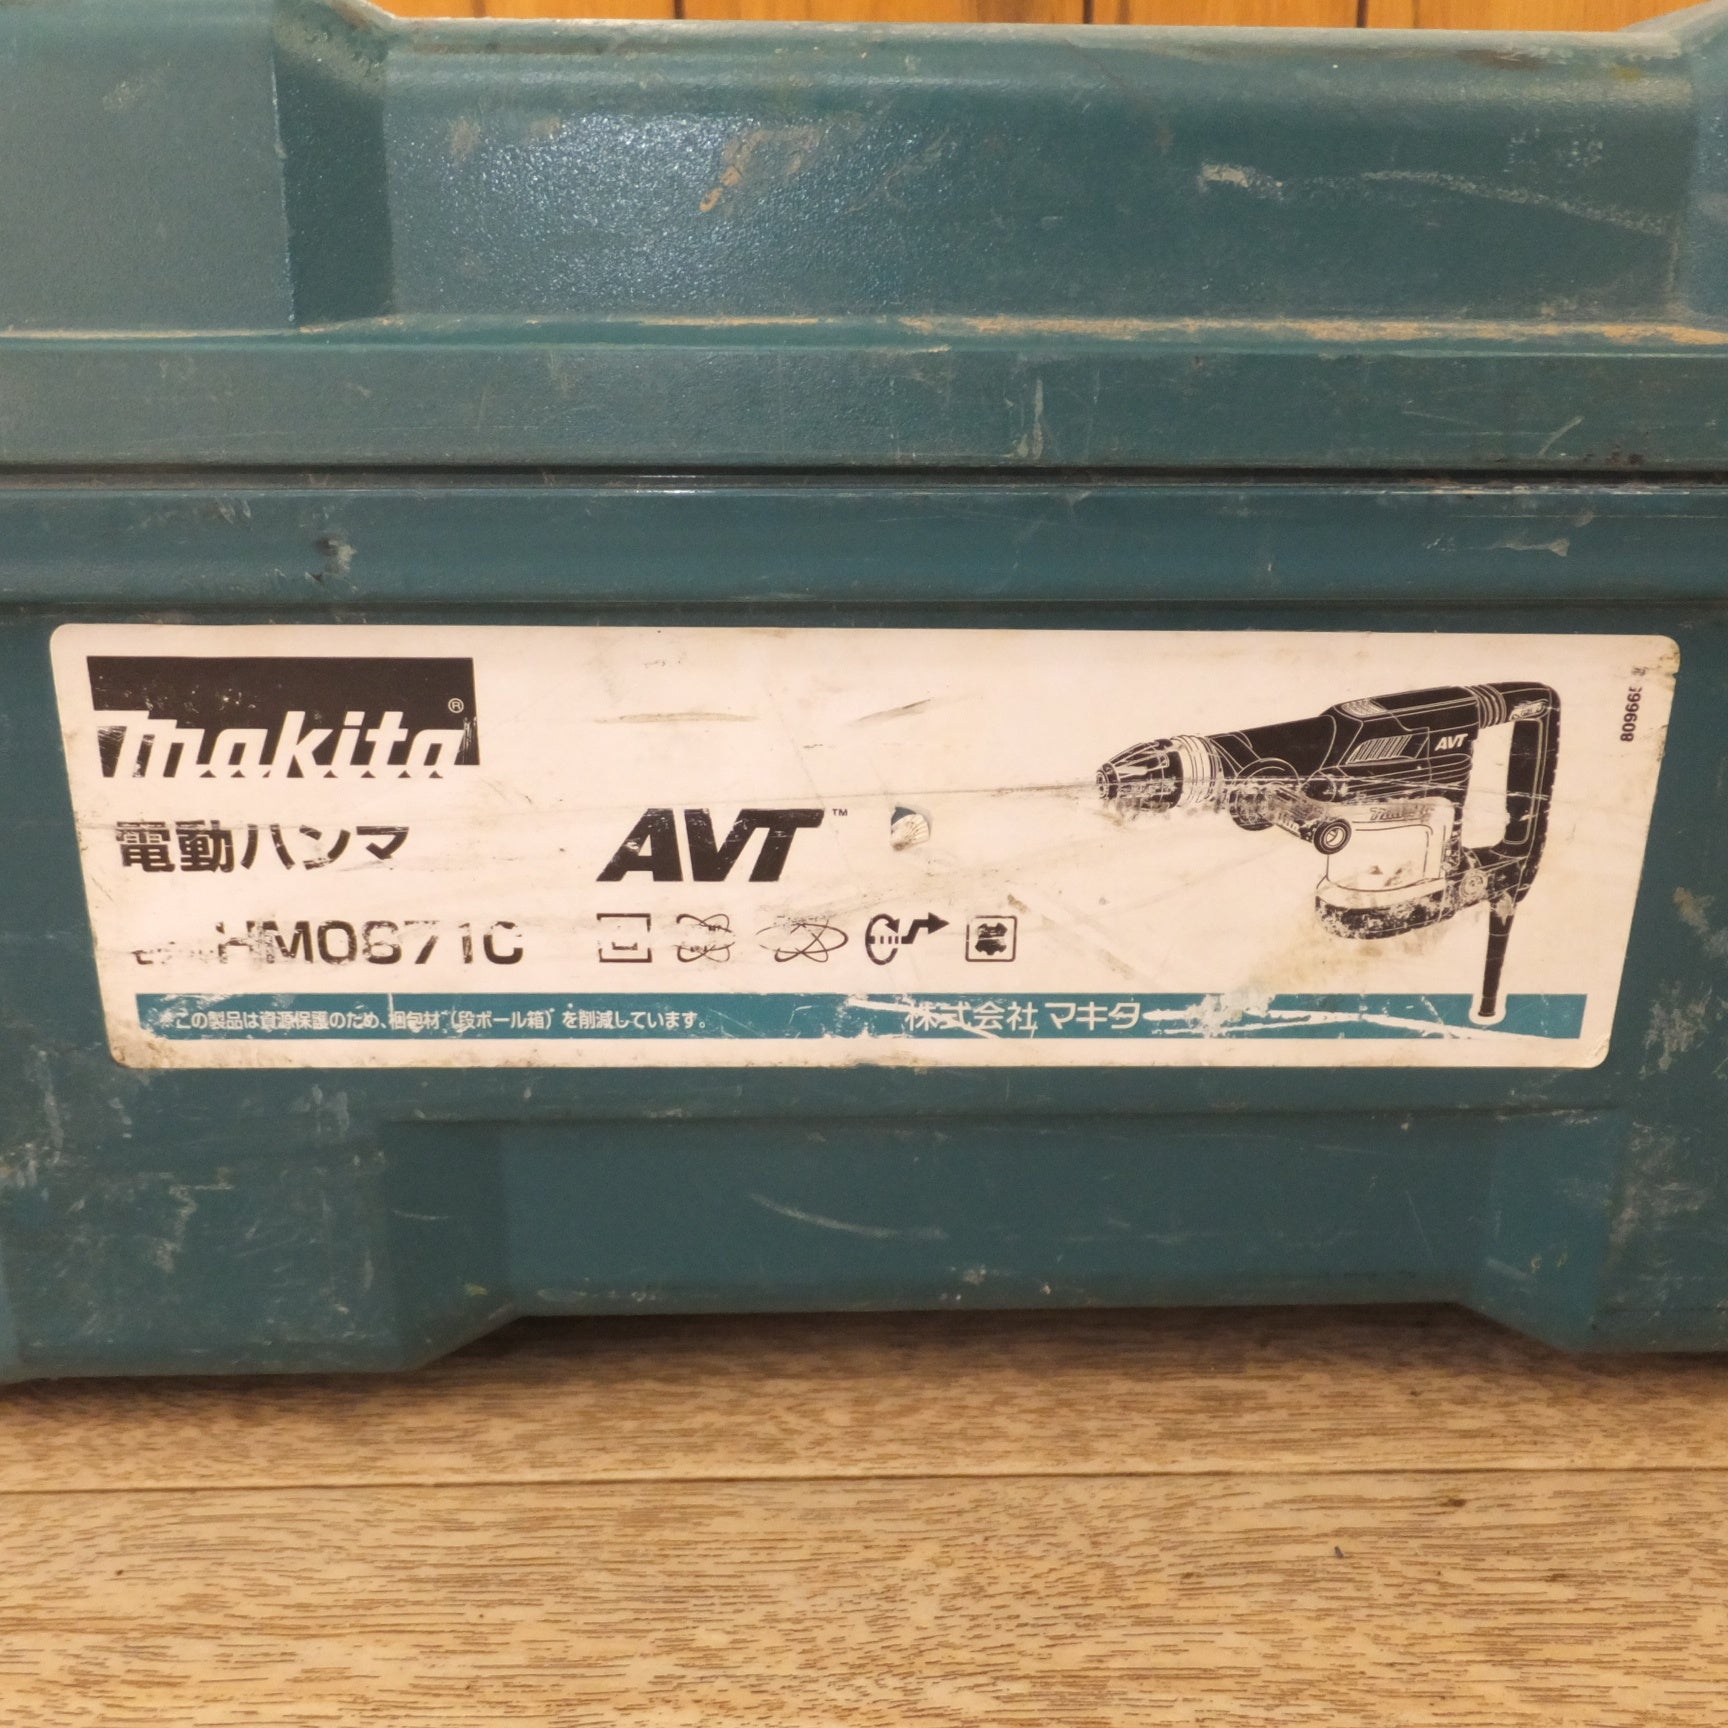 makita®
電動ハンマ
AVT™
HM0871C
※この製品は資源保護のため、梱包材（段ボール箱）を削減しています。
株式会社マキタ
AVT
makita